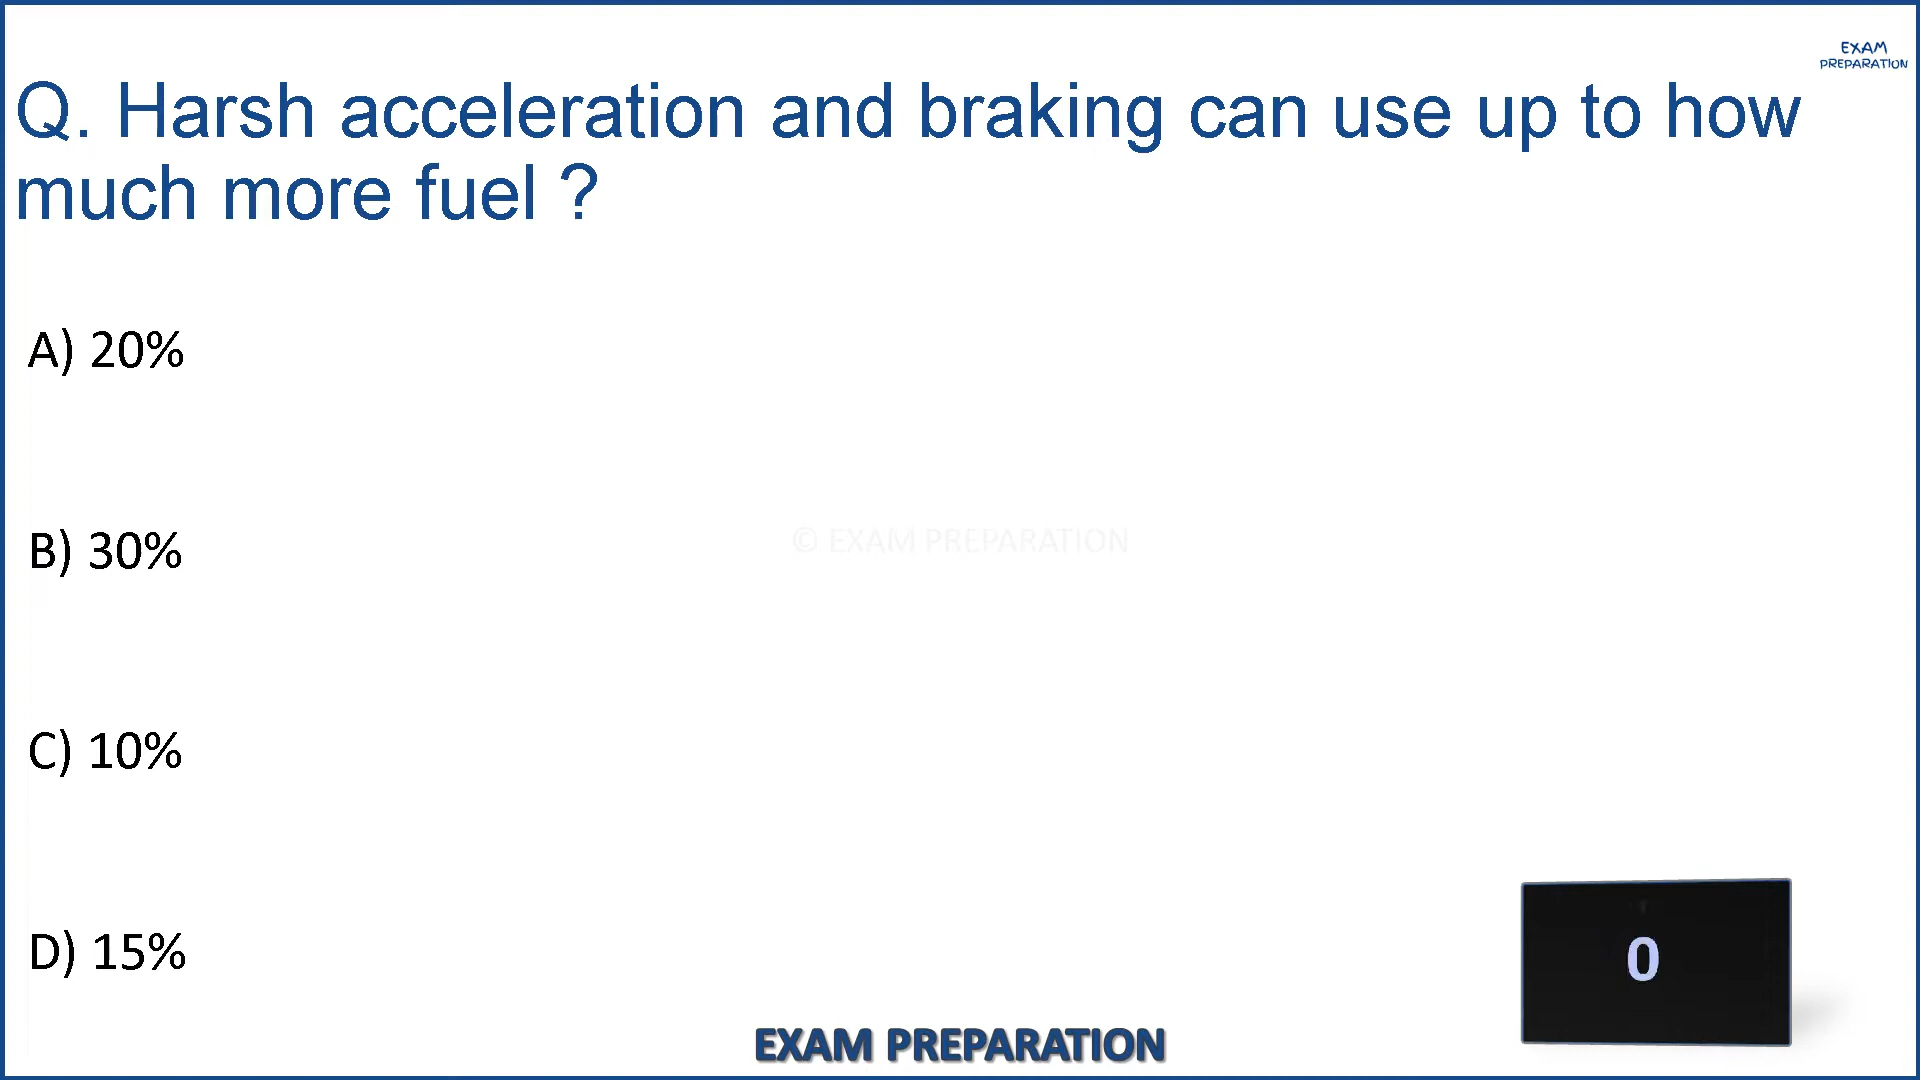 EXAM
PREPARATION
Q. Harsh acceleration and braking can use up to how
much more fuel ?
A) 20%
B) 30%
© EXAM PREPARATION
C) 10%
D) 15%
0
EXAM PREPARATION